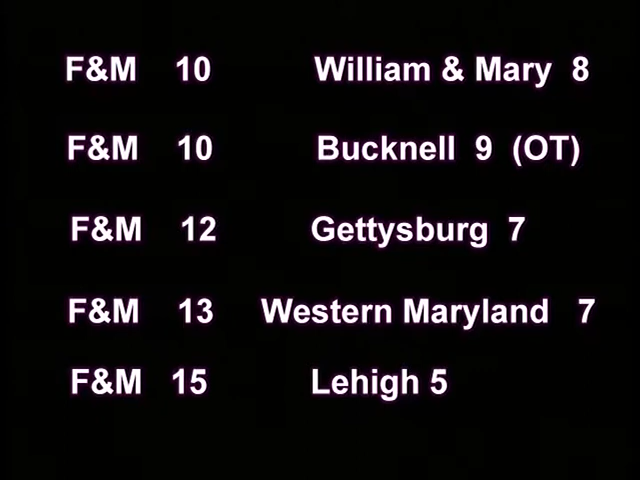 F&M 10 William & Mary 8
F&M 10 Bucknell 9 (OT)
F&M 12 Gettysburg 7
F&M 13 Western Maryland 7
F&M 15 Lehigh 5